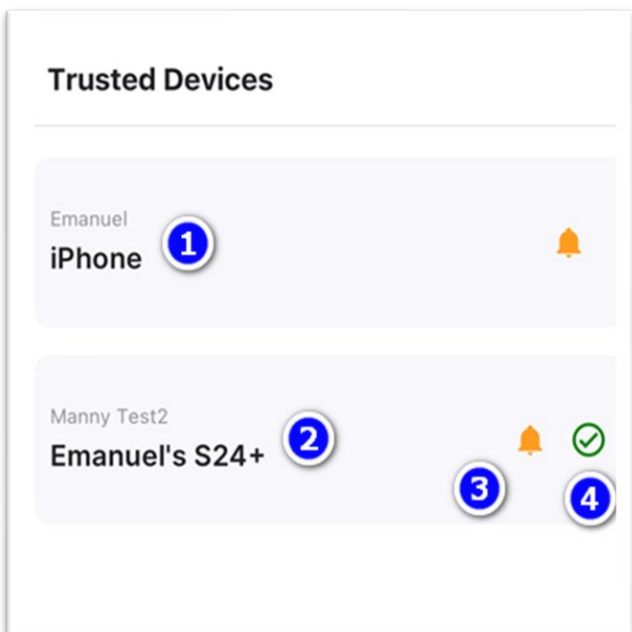 Trusted Devices
Emanuel
iPhone
1
Manny Test2
Emanuel's S24+
2
3
4